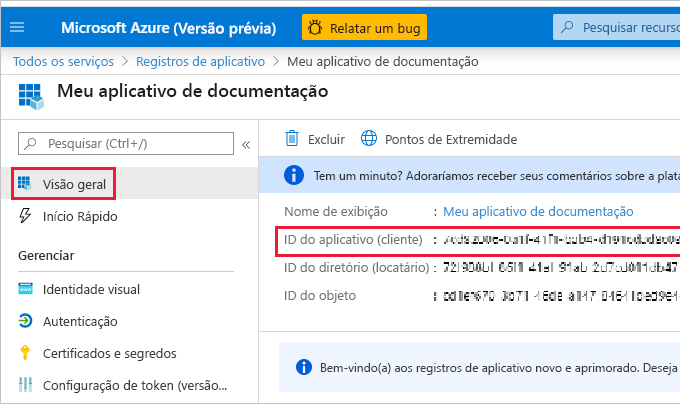 Microsoft Azure (Versão prévia)
Relatar um bug
Pesquisar recurso
Todos os serviços > Registros de aplicativo > Meu aplicativo de documentação
Meu aplicativo de documentação
Pesquisar (Ctrl+/)
«
Excluir
Pontos de Extremidade
Visão geral
Tem um minuto? Adoraríamos receber seus comentários sobre a plata
Início Rápido
Nome de exibição : Meu aplicativo de documentação
ID do aplicativo (cliente) :
Gerenciar
ID do diretório (locatário) :
Identidade visual
ID do objeto :
Autenticação
Certificados e segredos
Bem-vindo(a) aos registros de aplicativo novo e aprimorado. Deseja
Configuração de token (versão...